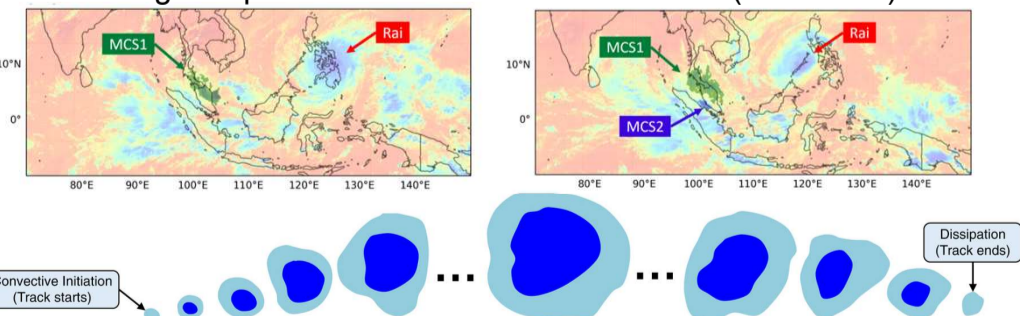 MCS1
Rai
10°N
0°
80°E 90°E 100°E 110°E 120°E 130°E 140°E
MCS1
Rai
MCS2
10°N
0°
80°E 90°E 100°E 110°E 120°E 130°E 140°E
Convective Initiation
(Track starts)
...
...
Dissipation
(Track ends)